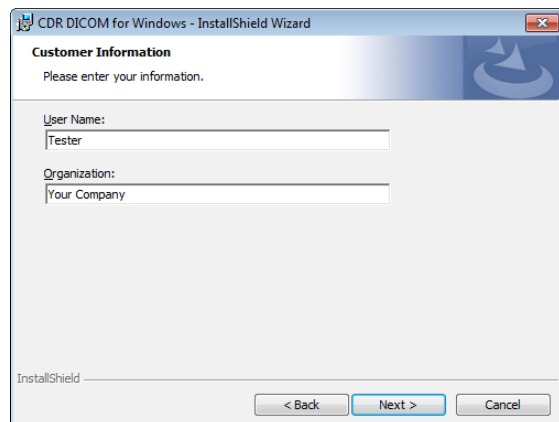 CDR DICOM for Windows - InstallShield Wizard
Customer Information
Please enter your information.
User Name:
Tester
Organization:
Your Company
InstallShield
< Back Next > Cancel